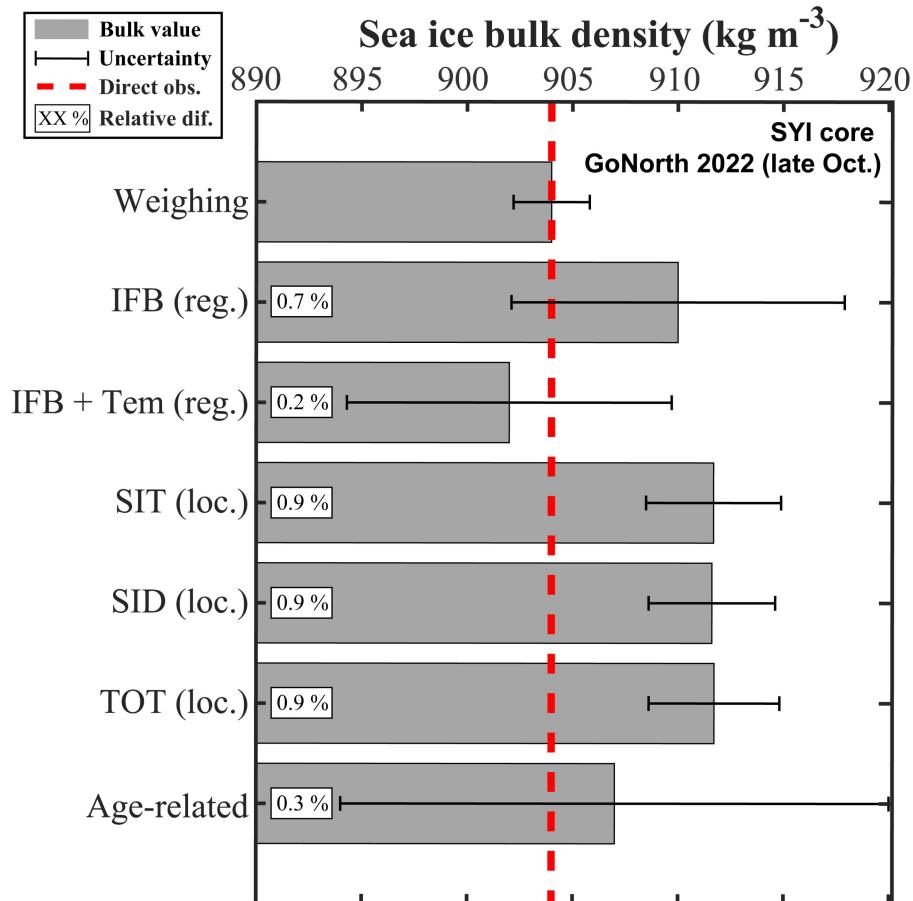 Bulk value
Uncertainty
Direct obs.
XX % Relative dif.
Sea ice bulk density (kg m-3)
890 895 900 905 910 915 920
SYI core
GoNorth 2022 (late Oct.)
Weighing
IFB (reg.) 0.7 %
IFB + Tem (reg.) 0.2 %
SIT (loc.) 0.9 %
SID (loc.) 0.9 %
TOT (loc.) 0.9 %
Age-related 0.3 %